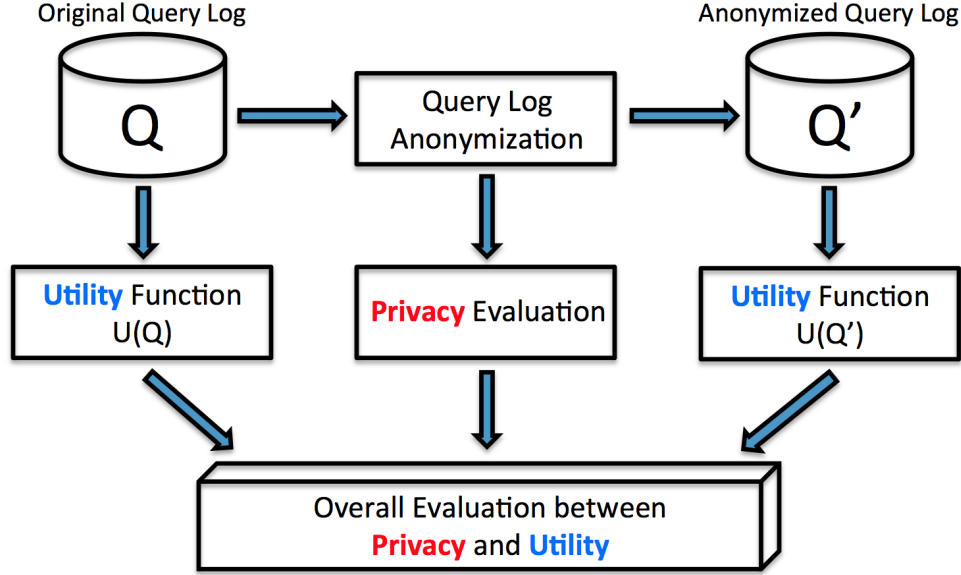 Original Query Log
Anonymized Query Log
Q
Query Log
Anonymization
Q’
Utility Function
U(Q)
Privacy Evaluation
Utility Function
U(Q’)
Overall Evaluation between
Privacy and Utility